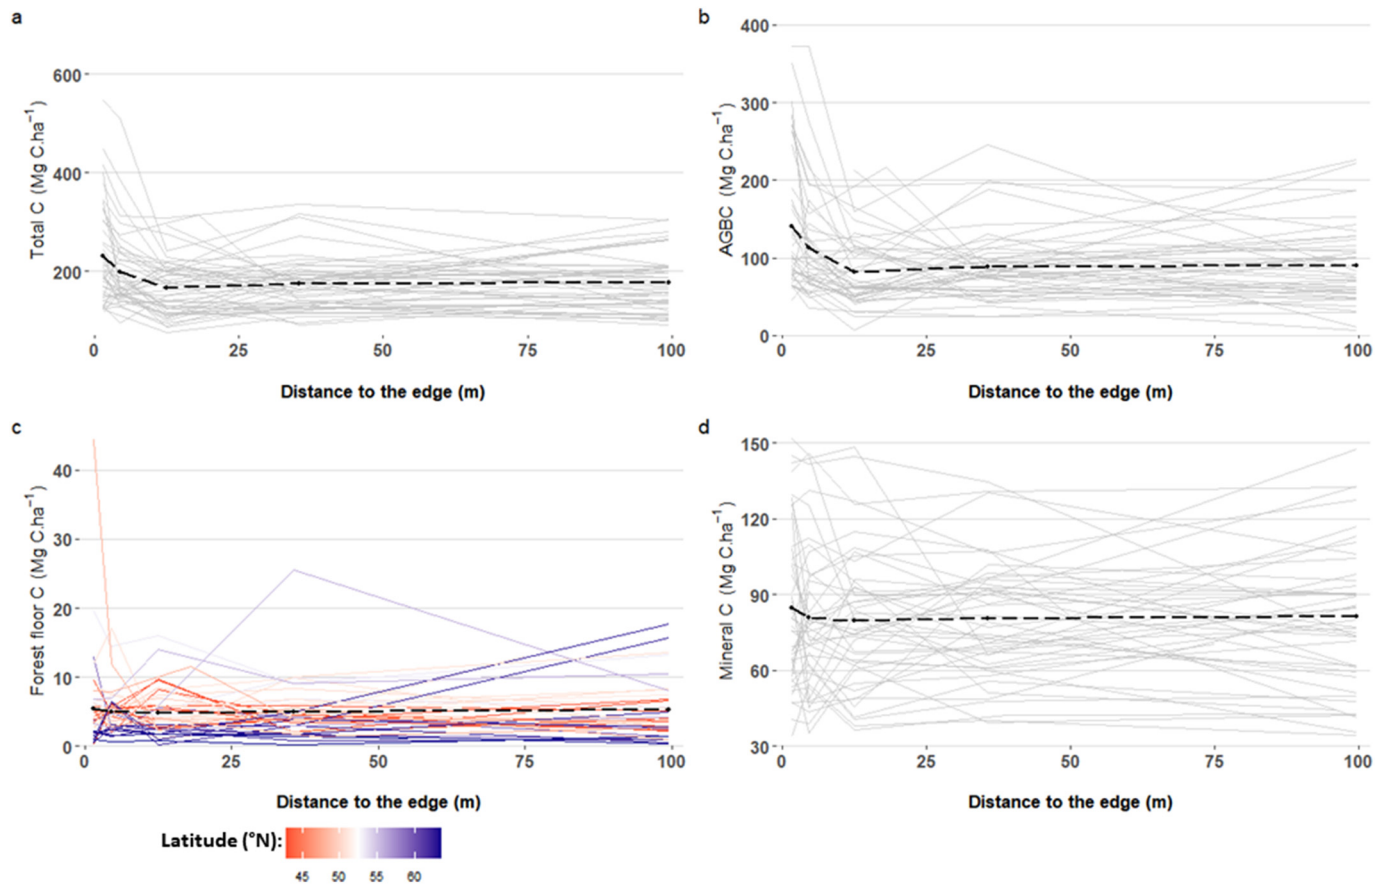 a
600
400
200
Total C (Mg C.ha⁻¹)
0 25 50 75 100
Distance to the edge (m)
b
400
300
200
100
0
AGBC (Mg C.ha⁻¹)
0 25 50 75 100
Distance to the edge (m)
c
40
30
20
10
0
Forest floor C (Mg C.ha⁻¹)
0 25 50 75 100
Distance to the edge (m)
Latitude (°N):
45 50 55 60
d
150
120
90
60
30
Mineral C (Mg C.ha⁻¹)
0 25 50 75 100
Distance to the edge (m)